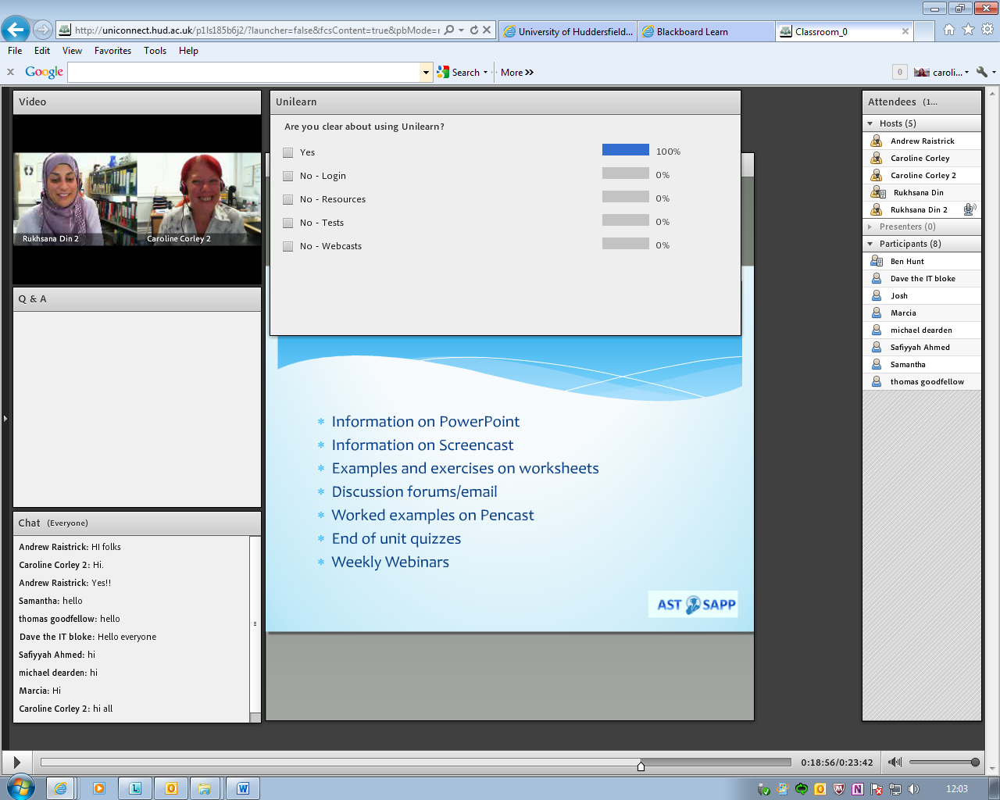 http://uniconnect.hud.ac.uk/p1ls185b6j2/?launcher=false&fcsContent=true&pbMode=r
University of Huddersfield...
Blackboard Learn
Classroom_0
File Edit View Favorites Tools Help
x Google Search More »
0 caroli...
Video
Rukhsana Din 2
Caroline Corley 2
Q & A
Chat (Everyone)
Andrew Raistrick: HI folks
Caroline Corley 2: Hi.
Andrew Raistrick: Yes!!
Samantha: hello
thomas goodfellow: hello
Dave the IT bloke: Hello everyone
Safiyyah Ahmed: hi
michael dearden: hi
Marcia: Hi
Caroline Corley 2: hi all
Unilearn
Are you clear about using Unilearn?
Yes 100%
No - Login 0%
No - Resources 0%
No - Tests 0%
No - Webcasts 0%
* Information on PowerPoint
* Information on Screencast
* Examples and exercises on worksheets
* Discussion forums/email
* Worked examples on Pencast
* End of unit quizzes
* Weekly Webinars
AST SAPP
Attendees (1...
Hosts (5)
Andrew Raistrick
Caroline Corley
Caroline Corley 2
Rukhsana Din
Rukhsana Din 2
Presenters (0)
Participants (8)
Ben Hunt
Dave the IT bloke
Josh
Marcia
michael dearden
Safiyyah Ahmed
Samantha
thomas goodfellow
0:18:56/0:23:42
12:03